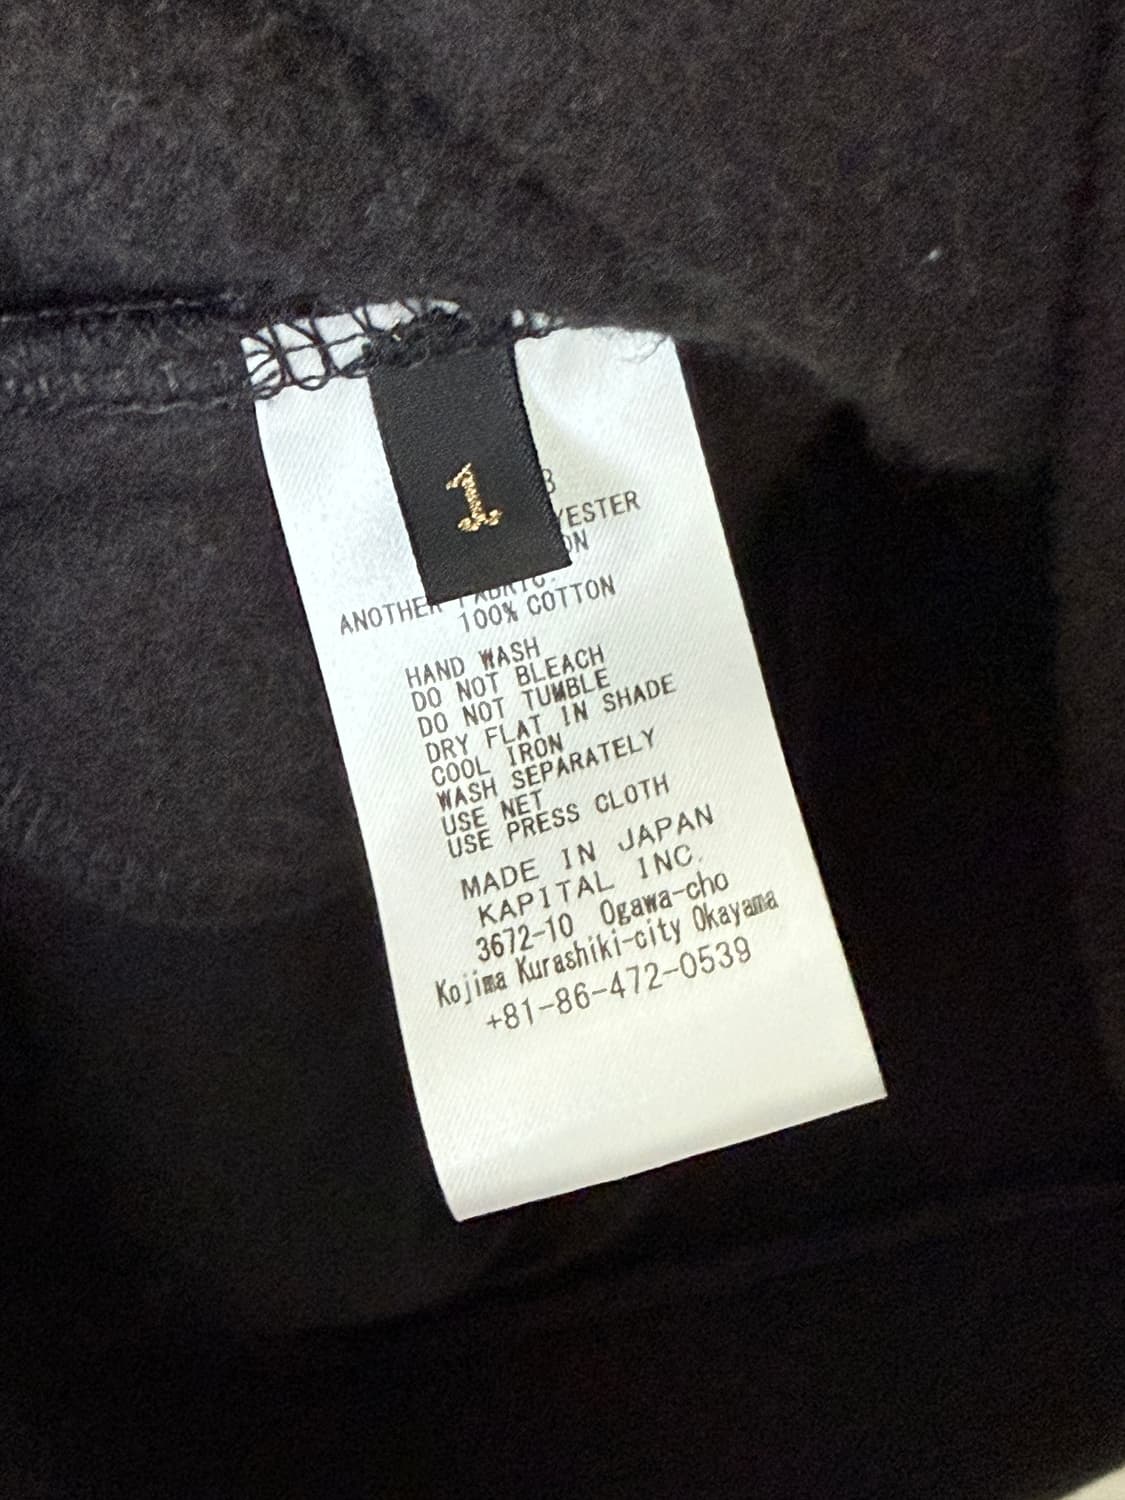 1
ANOTHER FABRIC:
100% COTTON
HAND WASH
DO NOT BLEACH
DO NOT TUMBLE
DRY FLAT IN SHADE
COOL IRON
WASH SEPARATELY
USE NET
USE PRESS CLOTH
MADE IN JAPAN
KAPITAL INC.
3672-10 Ogawa-cho
Kojima Kurashiki-city Okayama
+81-86-472-0539